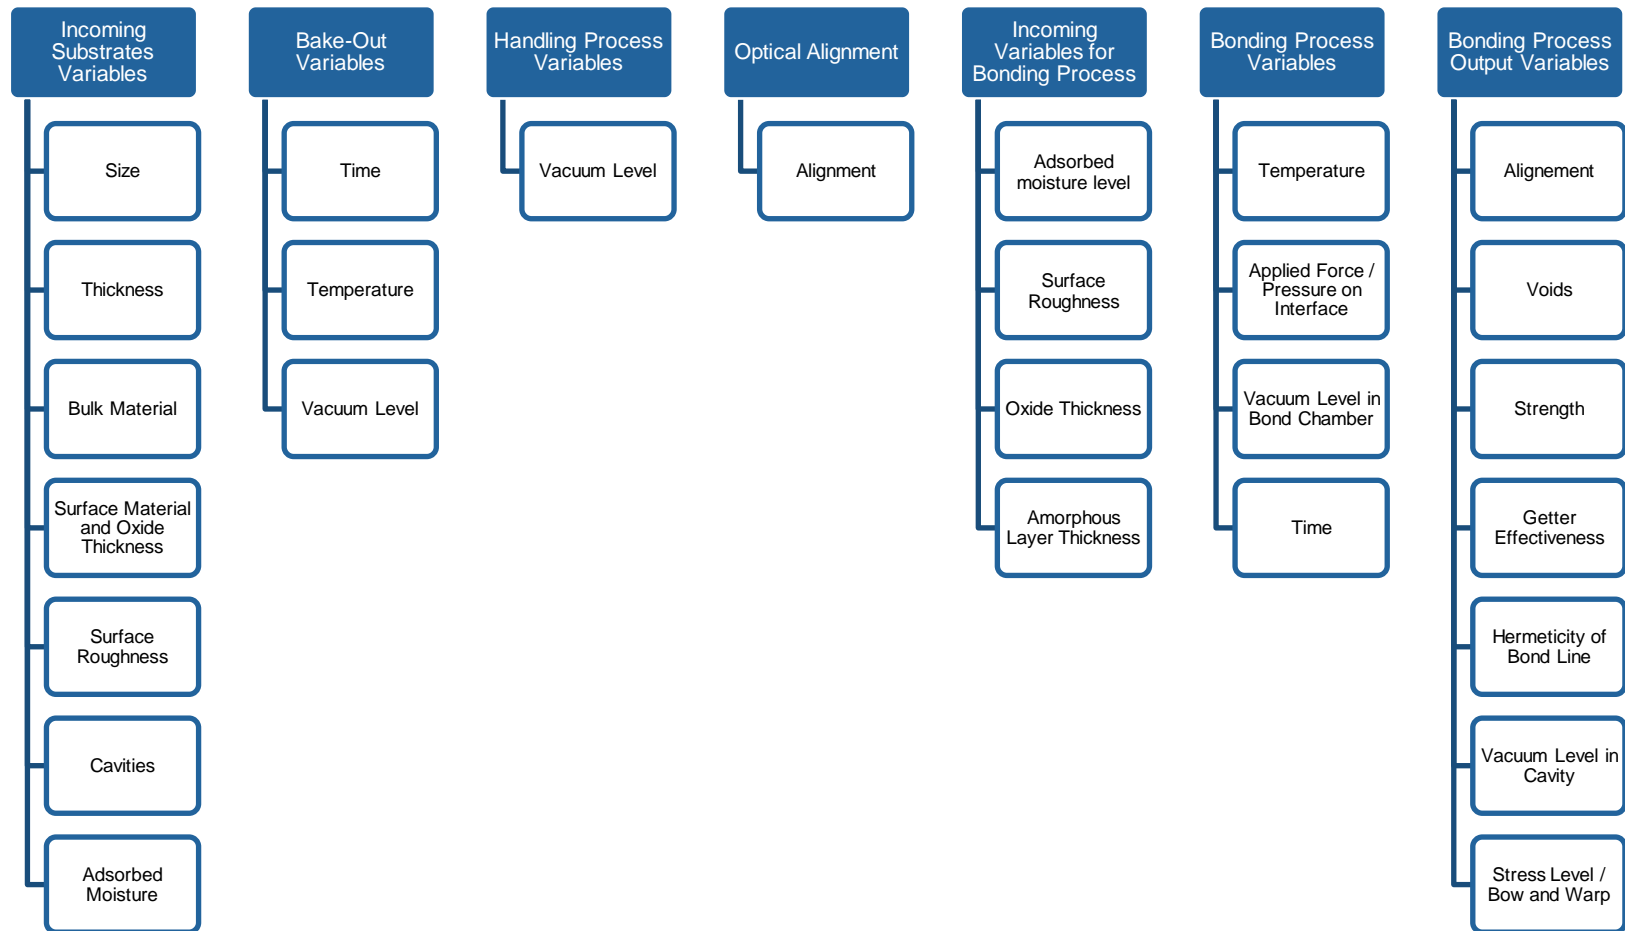 Incoming
Substrates
Variables
Size
Thickness
Bulk Material
Surface Material
and Oxide
Thickness
Surface
Roughness
Cavities
Adsorbed
Moisture
Bake-Out
Variables
Time
Temperature
Vacuum Level
Handling Process
Variables
Vacuum Level
Optical Alignment
Alignment
Incoming
Variables for
Bonding Process
Adsorbed
moisture level
Surface
Roughness
Oxide Thickness
Amorphous
Layer Thickness
Bonding Process
Variables
Temperature
Applied Force /
Pressure on
Interface
Vacuum Level in
Bond Chamber
Time
Bonding Process
Output Variables
Alignement
Voids
Strength
Getter
Effectiveness
Hermeticity of
Bond Line
Vacuum Level in
Cavity
Stress Level /
Bow and Warp